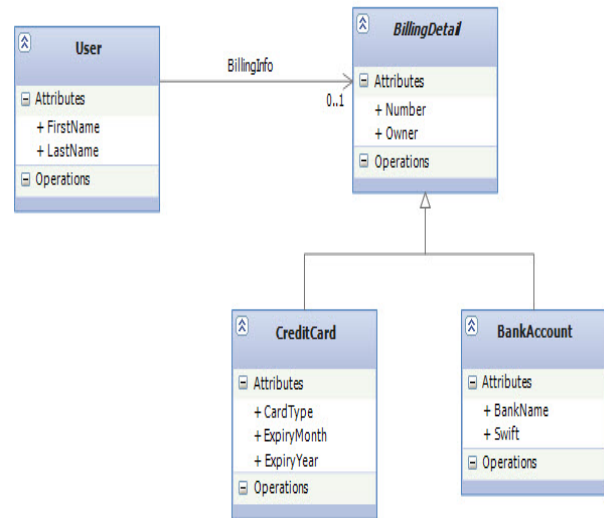 User
Attributes
+ FirstName
+ LastName
Operations
BillingInfo
0..1
BillingDetail
Attributes
+ Number
+ Owner
Operations
CreditCard
Attributes
+ CardType
+ ExpiryMonth
+ ExpiryYear
Operations
BankAccount
Attributes
+ BankName
+ Swift
Operations